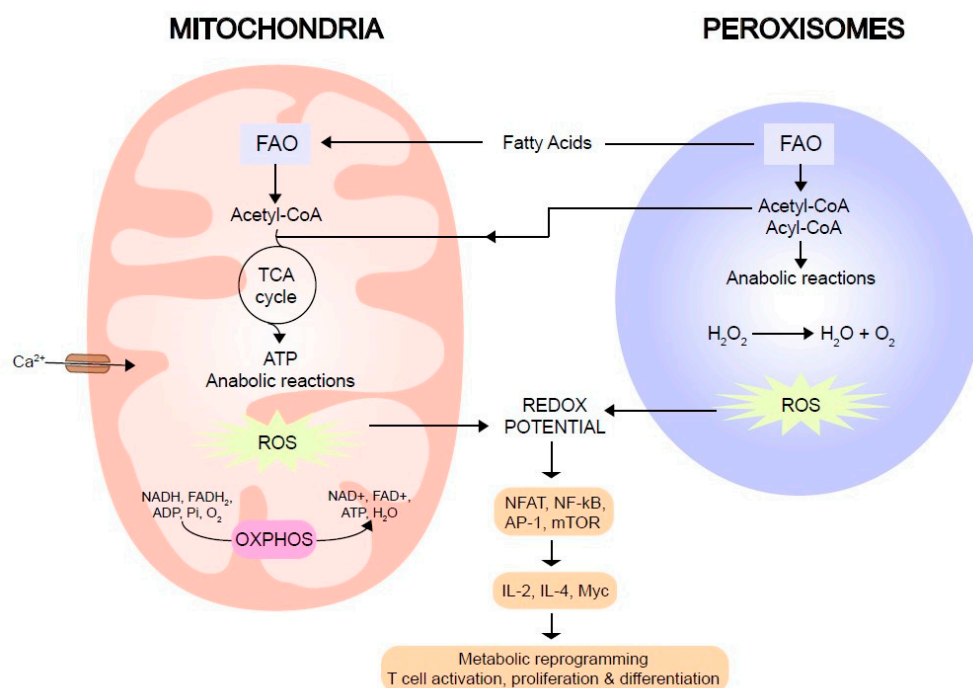 MITOCHONDRIA
PEROXISOMES
FAO
Fatty Acids
FAO
Acetyl-CoA
Acetyl-CoA
Acyl-CoA
TCA
cycle
Anabolic reactions
H₂O₂
H₂O + O₂
Ca²⁺
ATP
Anabolic reactions
ROS
REDOX
POTENTIAL
ROS
NADH, FADH₂,
ADP, Pi, O₂
NAD+, FAD+,
ATP, H₂O
OXPHOS
NFAT, NF-kB,
AP-1, mTOR
IL-2, IL-4, Myc
Metabolic reprogramming
T cell activation, proliferation & differentiation